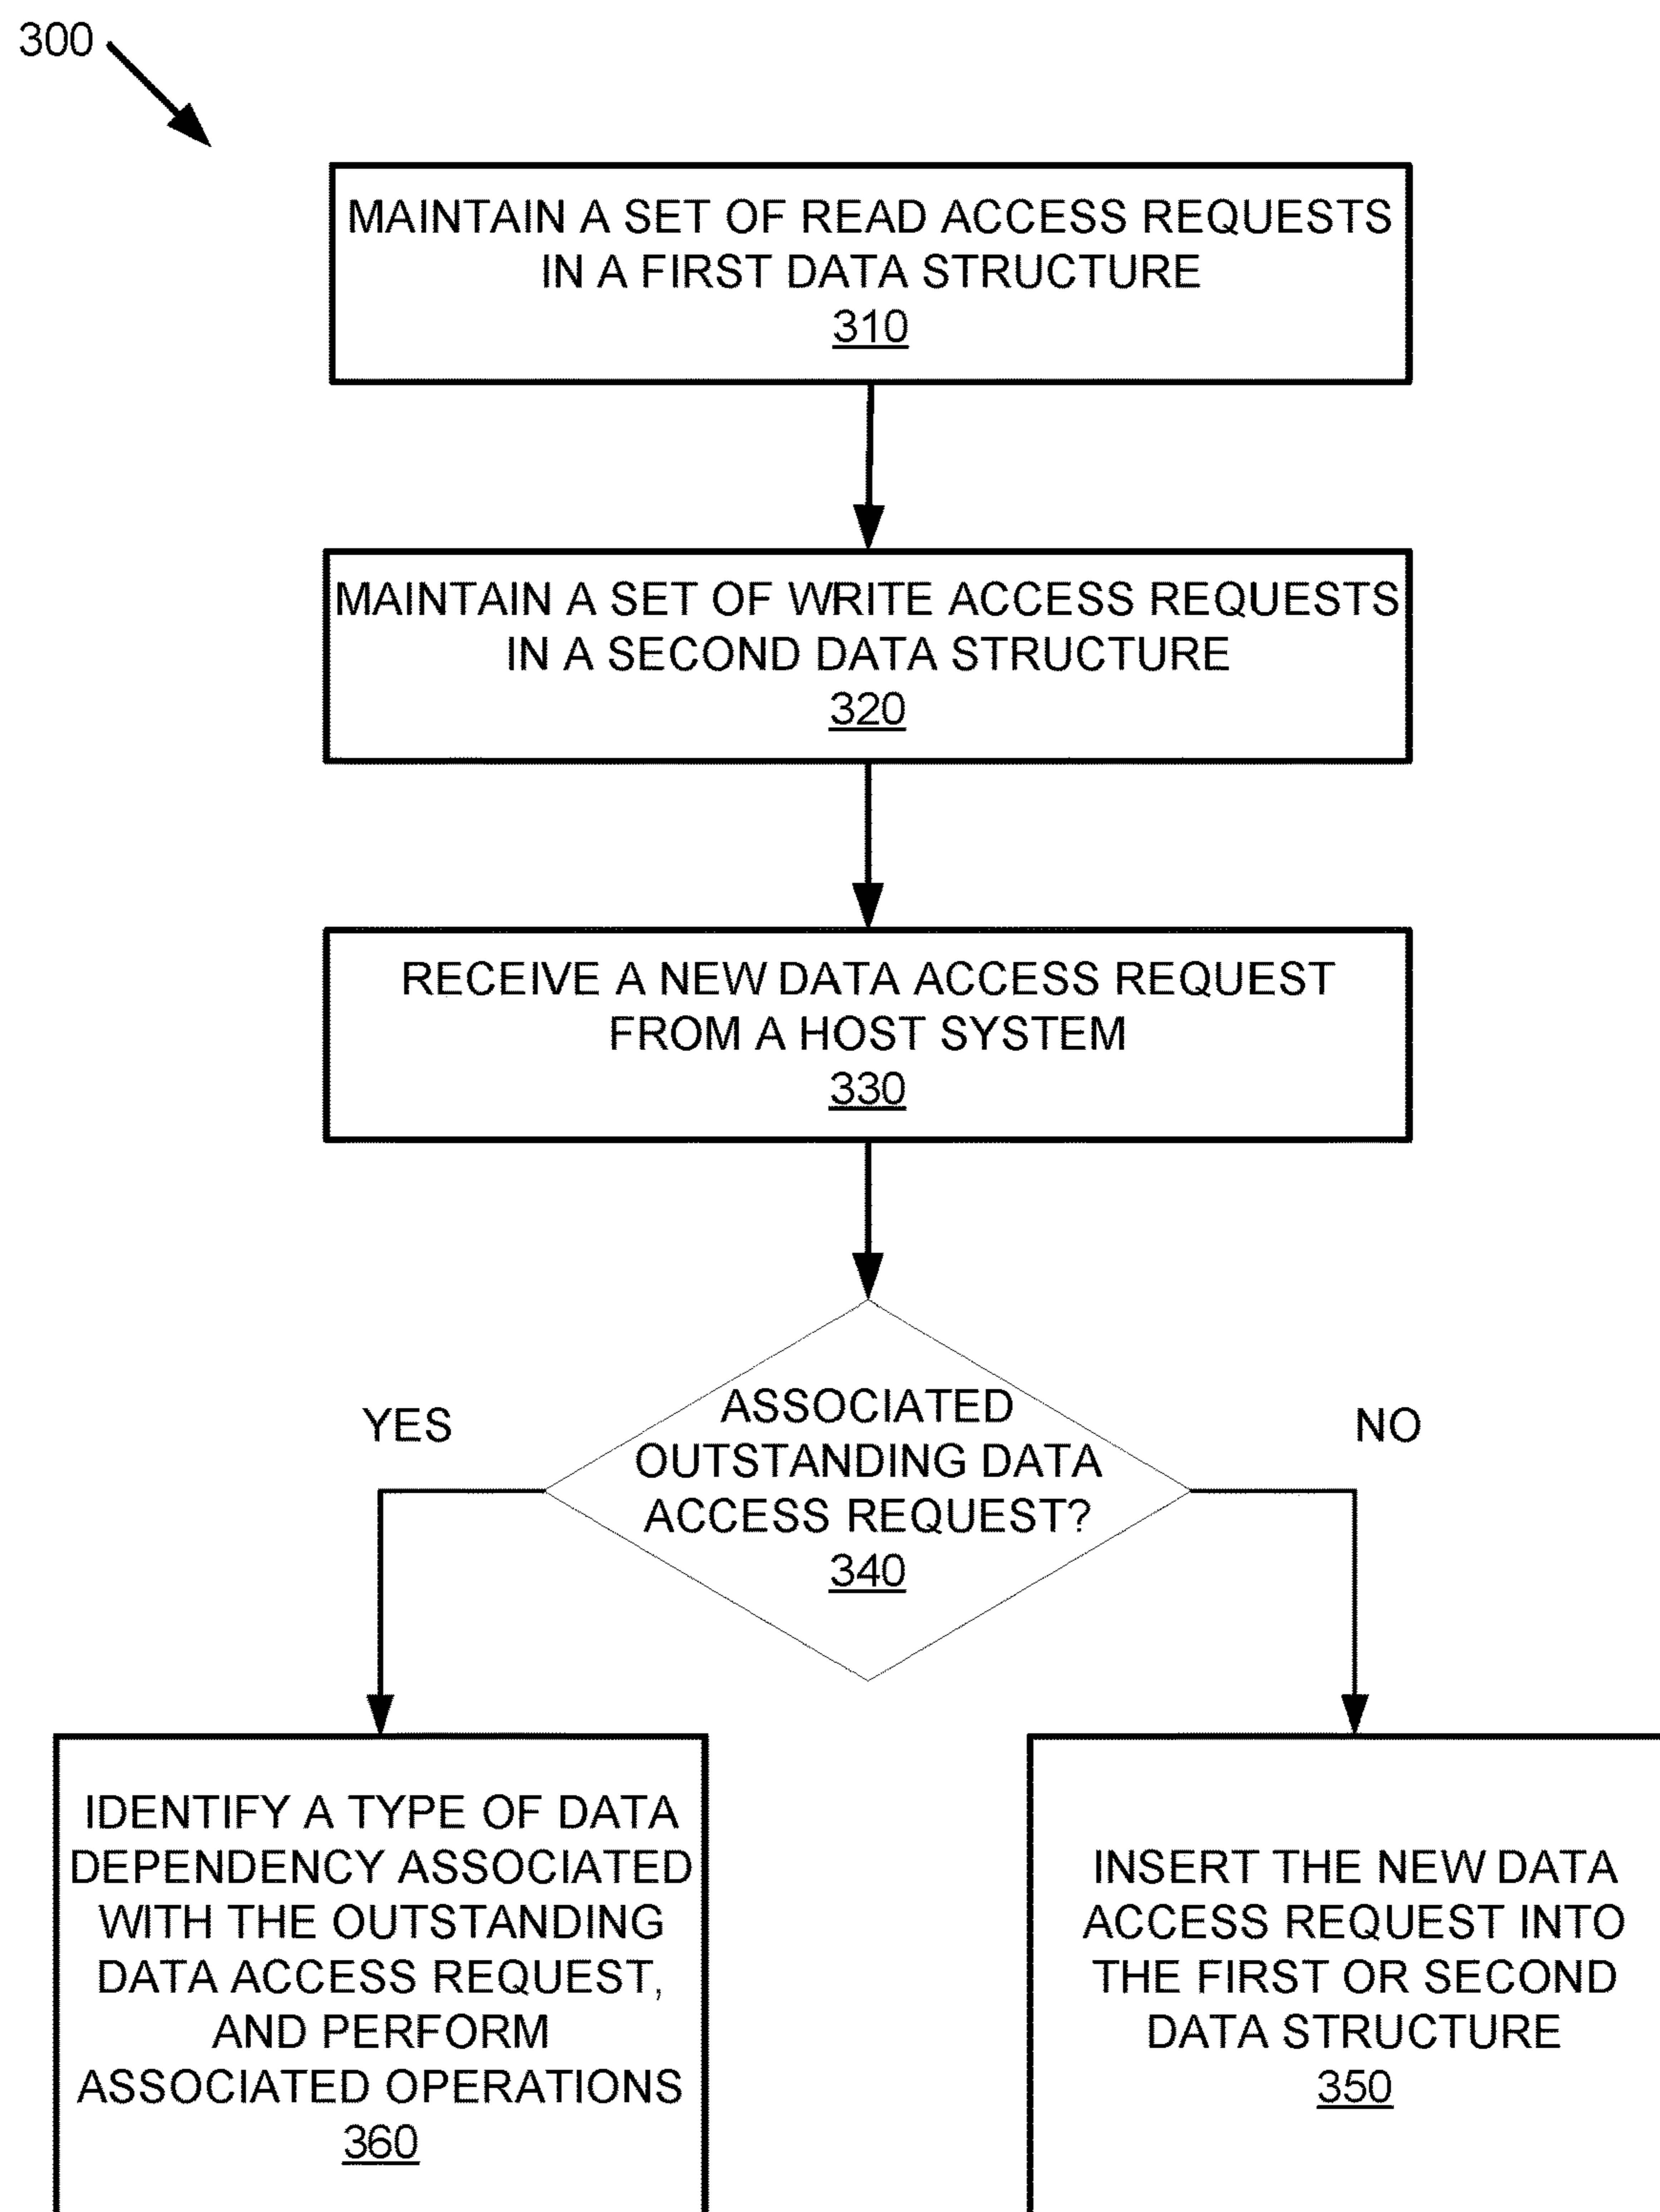 300
MAINTAIN A SET OF READ ACCESS REQUESTS
IN A FIRST DATA STRUCTURE
310
MAINTAIN A SET OF WRITE ACCESS REQUESTS
IN A SECOND DATA STRUCTURE
320
RECEIVE A NEW DATA ACCESS REQUEST
FROM A HOST SYSTEM
330
ASSOCIATED
OUTSTANDING DATA
ACCESS REQUEST?
340
YES
NO
IDENTIFY A TYPE OF DATA
DEPENDENCY ASSOCIATED
WITH THE OUTSTANDING
DATA ACCESS REQUEST,
AND PERFORM
ASSOCIATED OPERATIONS
360
INSERT THE NEW DATA
ACCESS REQUEST INTO
THE FIRST OR SECOND
DATA STRUCTURE
350